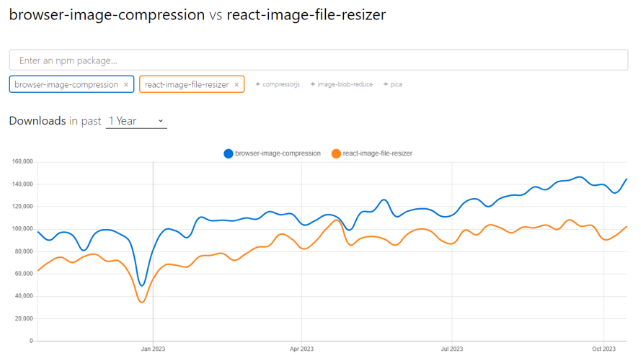 browser-image-compression vs react-image-file-resizer
Enter an npm package...
browser-image-compression × react-image-file-resizer × + compressorjs + image-blob-reduce + pica
Downloads in past 1 Year
browser-image-compression react-image-file-resizer
160,000
140,000
120,000
100,000
80,000
60,000
40,000
20,000
0
Jan 2023 Apr 2023 Jul 2023 Oct 2023